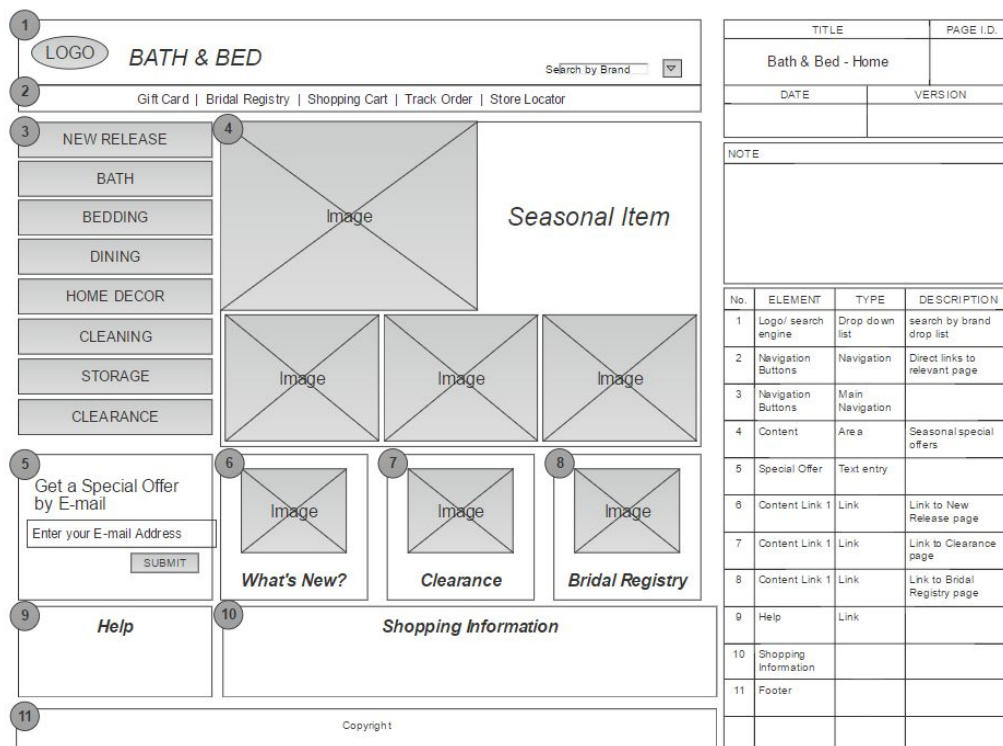 1
LOGO
BATH & BED
Search by Brand
2
Gift Card | Bridal Registry | Shopping Cart | Track Order | Store Locator
3
NEW RELEASE
BATH
BEDDING
DINING
HOME DECOR
CLEANING
STORAGE
CLEARANCE
4
Image
Seasonal Item
Image
Image
Image
5
Get a Special Offer
by E-mail
Enter your E-mail Address
SUBMIT
6
Image
What's New?
7
Image
Clearance
8
Image
Bridal Registry
9
Help
10
Shopping Information
11
Copyright
TITLE
PAGE I.D.
Bath & Bed - Home
DATE
VERSION
NOTE
No. ELEMENT TYPE DESCRIPTION
1 Logo/ search Drop down search by brand
engine list drop list
2 Navigation Navigation Direct links to
Buttons relevant page
3 Navigation Main
Buttons Navigation
4 Content Area Seasonal special
offers
5 Special Offer Text entry
6 Content Link 1 Link Link to New
Release page
7 Content Link 1 Link Link to Clearance
page
8 Content Link 1 Link Link to Bridal
Registry page
9 Help Link
10 Shopping
Information
11 Footer